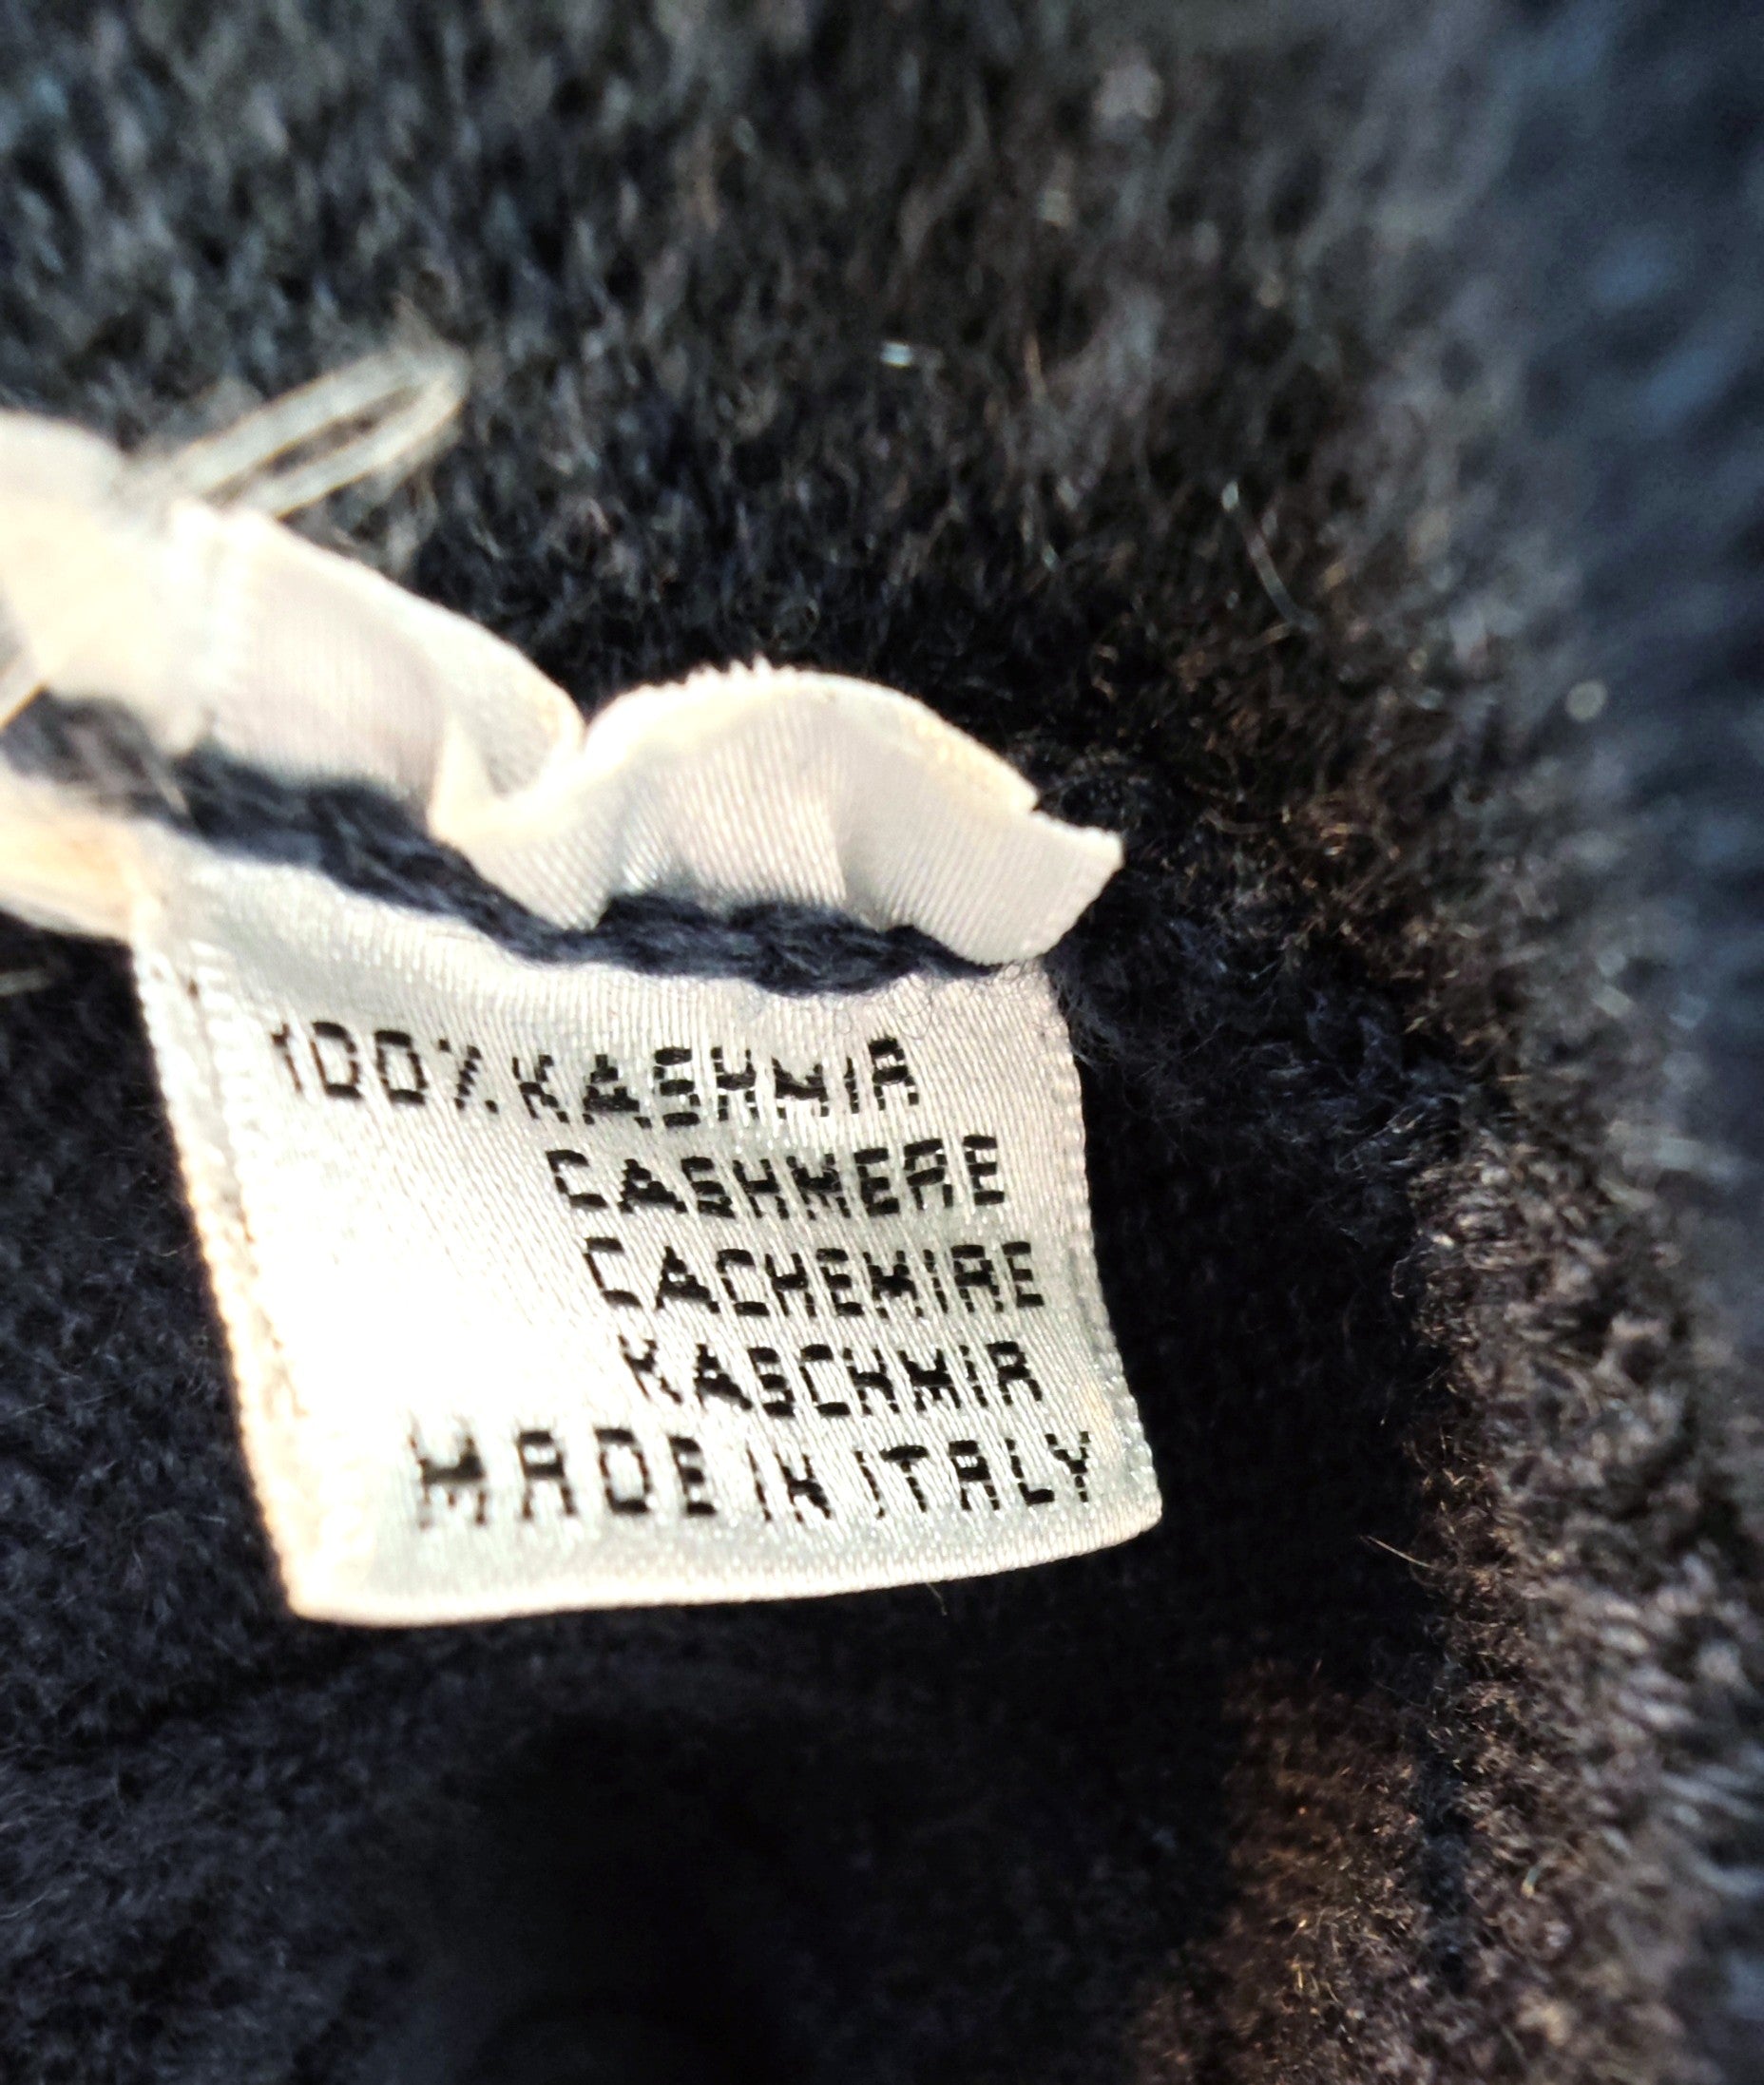 100% KASHMIR
CASHMERE
CACHEMIRE
KASCHMIR
MADE IN ITALY